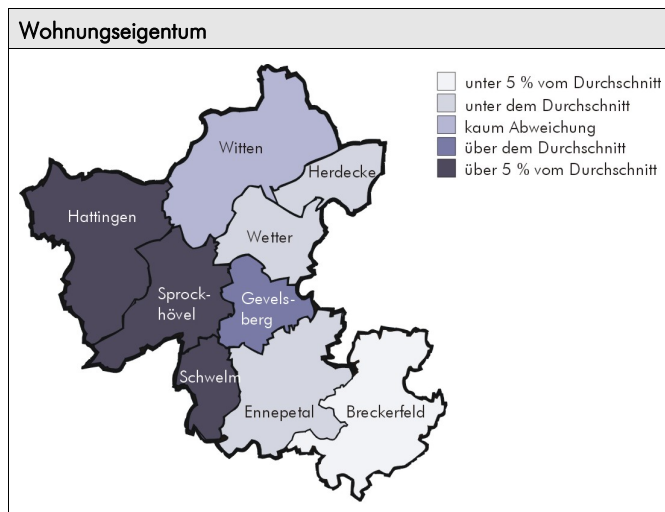 Wohnungseigentum
unter 5 % vom Durchschnitt
unter dem Durchschnitt
kaum Abweichung
über dem Durchschnitt
über 5 % vom Durchschnitt
Witten
Herdecke
Hattingen
Wetter
Sprock-
hövel
Gevels-
berg
Schwelm
Ennepetal
Breckerfeld